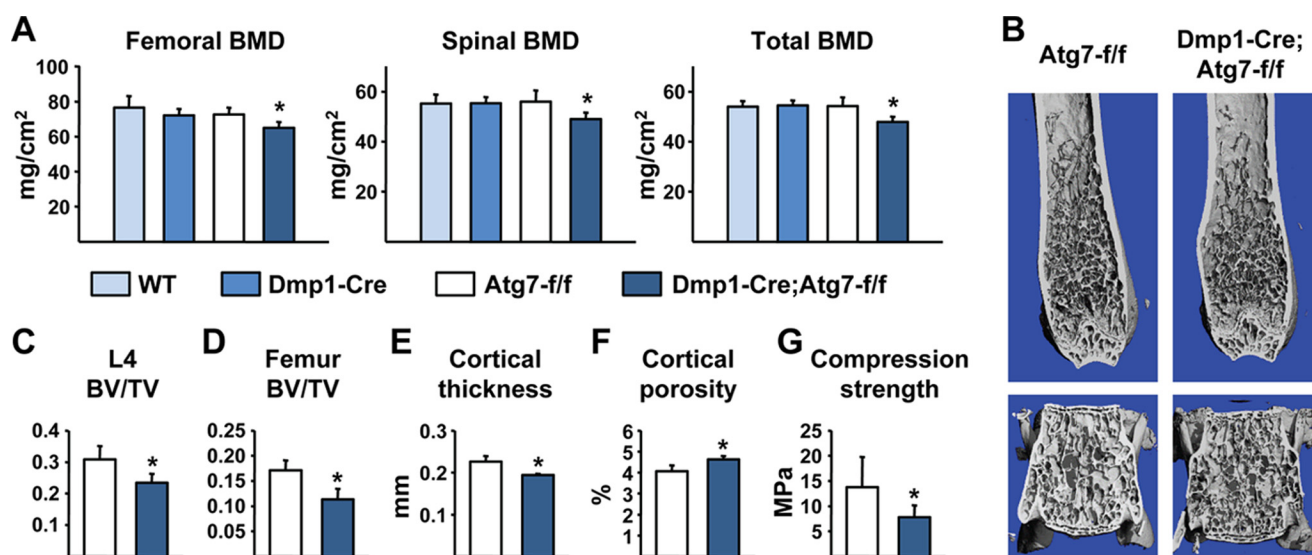 A
Femoral BMD
mg/cm2
100
80
60
40
20
*
Spinal BMD
mg/cm2
60
40
20
*
Total BMD
mg/cm2
60
40
20
*
WT
Dmp1-Cre
Atg7-f/f
Dmp1-Cre;Atg7-f/f
B
Atg7-f/f
Dmp1-Cre;
Atg7-f/f
C
L4
BV/TV
0.4
0.3
0.2
0.1
*
D
Femur
BV/TV
0.25
0.20
0.15
0.10
0.05
*
E
Cortical
thickness
mm
0.3
0.2
0.1
*
F
Cortical
porosity
%
6
5
4
3
2
1
*
G
Compression
strength
MPa
25
20
15
10
5
*